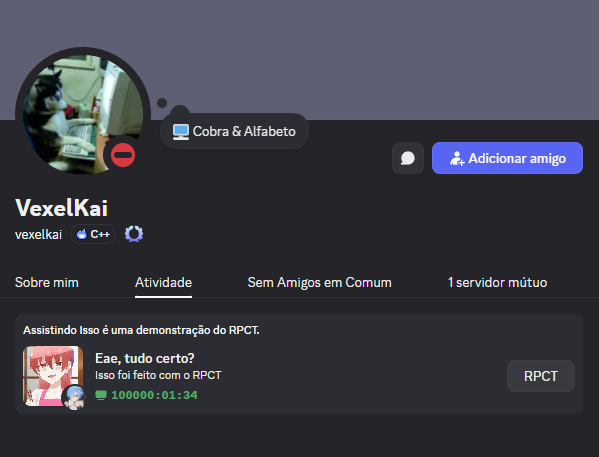 Cobra & Alfabeto
Adicionar amigo
VexelKai
vexelkai C++
Sobre mim Atividade Sem Amigos em Comum 1 servidor mútuo
Assistindo Isso é uma demonstração do RPCT.
Eae, tudo certo?
Isso foi feito com o RPCT
100000:01:34
RPCT